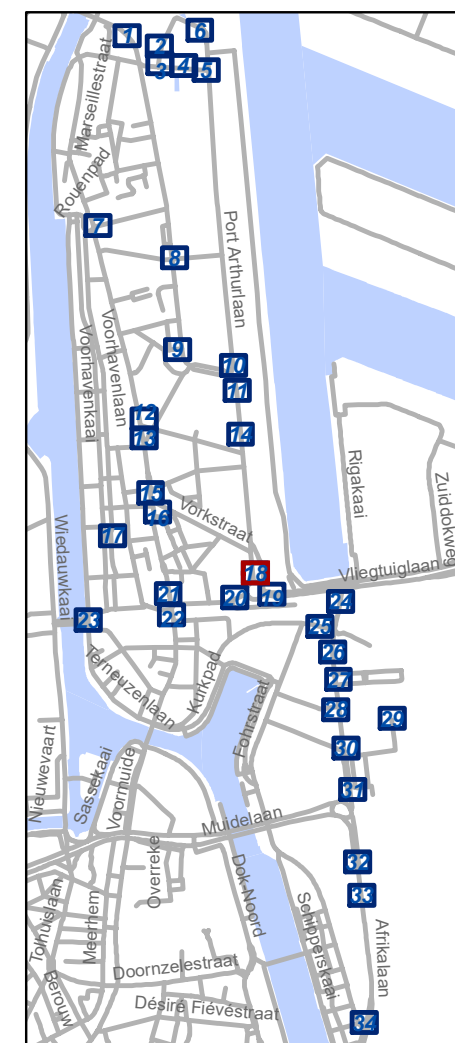 1
6
2
3
4
5
Marseillestraat
Rouenpad
7
8
Port Arthurlaan
Voorhavenlaan
Voorhavenkaai
9
10
11
12
13
14
15
16
17
Vorkstraat
Rigakaai
Zuiddokweg
Wiedauwkaai
18
19
20
21
22
23
Vliegtuiglaan
24
25
26
27
28
29
30
31
Terneuzenlaan
Kurkpad
Fohrstraat
Nieuwevaart
Sassekaai
Voormuide
Muidelaan
Overreke
Dok-Noord
32
33
Tolhuislaan
Meerhem
Berouw
Schipperskaai
Afrikalaan
Doornzelestraat
Désiré Fiévéstraat
34